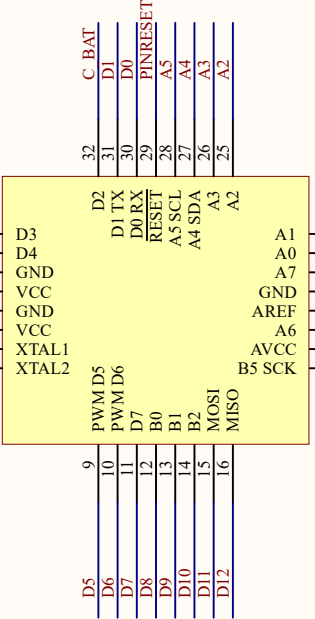 C BAT
D1
D0
PINRESET
A5
A4
A3
A2
32
31
30
29
28
27
26
25
D2
D1 TX
D0 RX
RESET
A5 SCL
A4 SDA
A3
A2
D3
D4
GND
VCC
GND
VCC
XTAL1
XTAL2
A1
A0
A7
GND
AREF
A6
AVCC
B5 SCK
PWM D5
PWM D6
D7
B0
B1
B2
MOSI
MISO
9
10
11
12
13
14
15
16
D5
D6
D7
D8
D9
D10
D11
D12